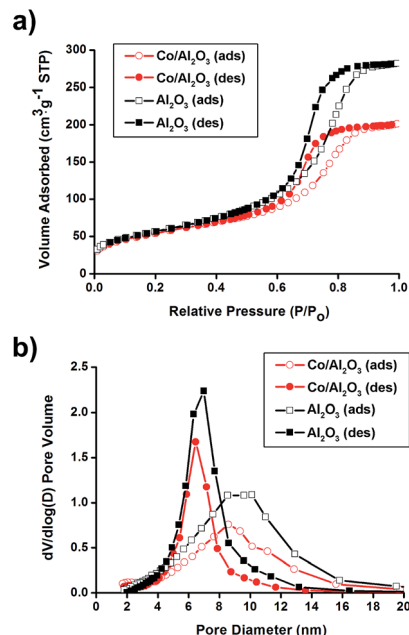 a)
Volume Adsorbed (cm³g⁻¹ STP)
300
250
200
150
100
50
0
Co/Al₂O₃ (ads)
Co/Al₂O₃ (des)
Al₂O₃ (ads)
Al₂O₃ (des)
0.0 0.2 0.4 0.6 0.8 1.0
Relative Pressure (P/Po)
b)
dV/dlog(D) Pore Volume
2.5
2.0
1.5
1.0
0.5
0.0
Co/Al₂O₃ (ads)
Co/Al₂O₃ (des)
Al₂O₃ (ads)
Al₂O₃ (des)
0 2 4 6 8 10 12 14 16 18 20
Pore Diameter (nm)